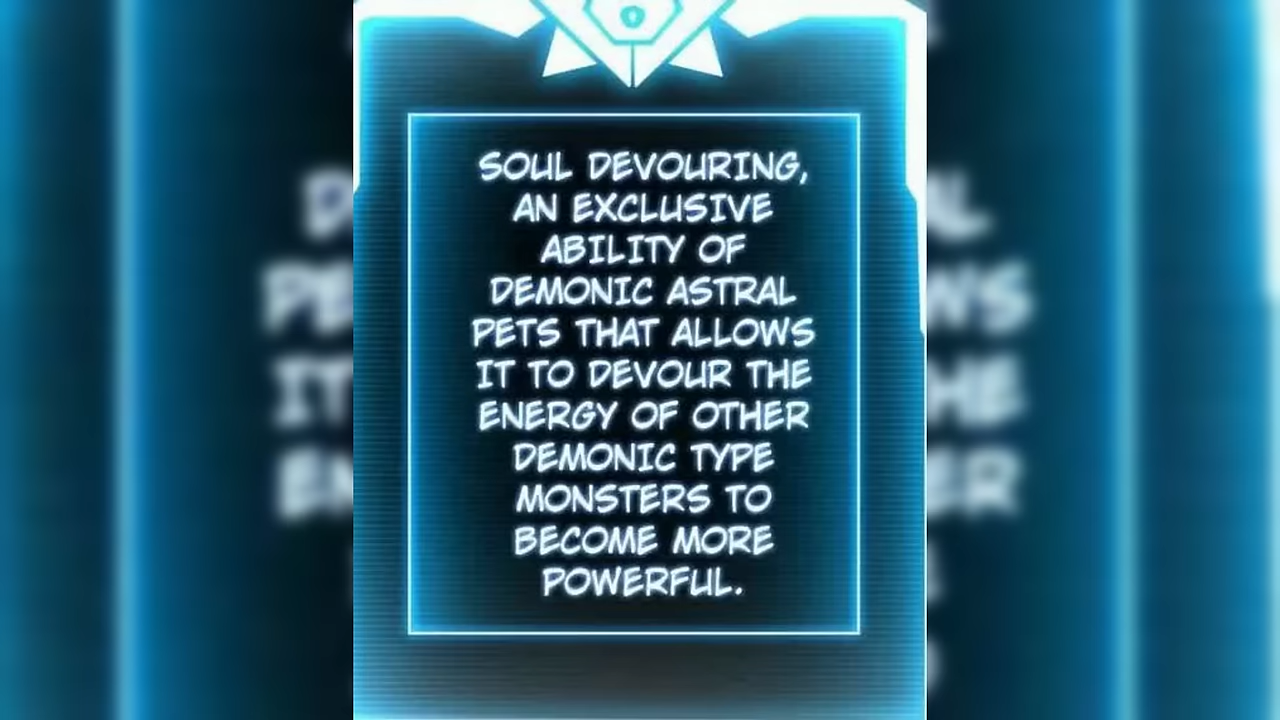 SOUL DEVOURING,
AN EXCLUSIVE
ABILITY OF
DEMONIC ASTRAL
PETS THAT ALLOWS
IT TO DEVOUR THE
ENERGY OF OTHER
DEMONIC TYPE
MONSTERS TO
BECOME MORE
POWERFUL.